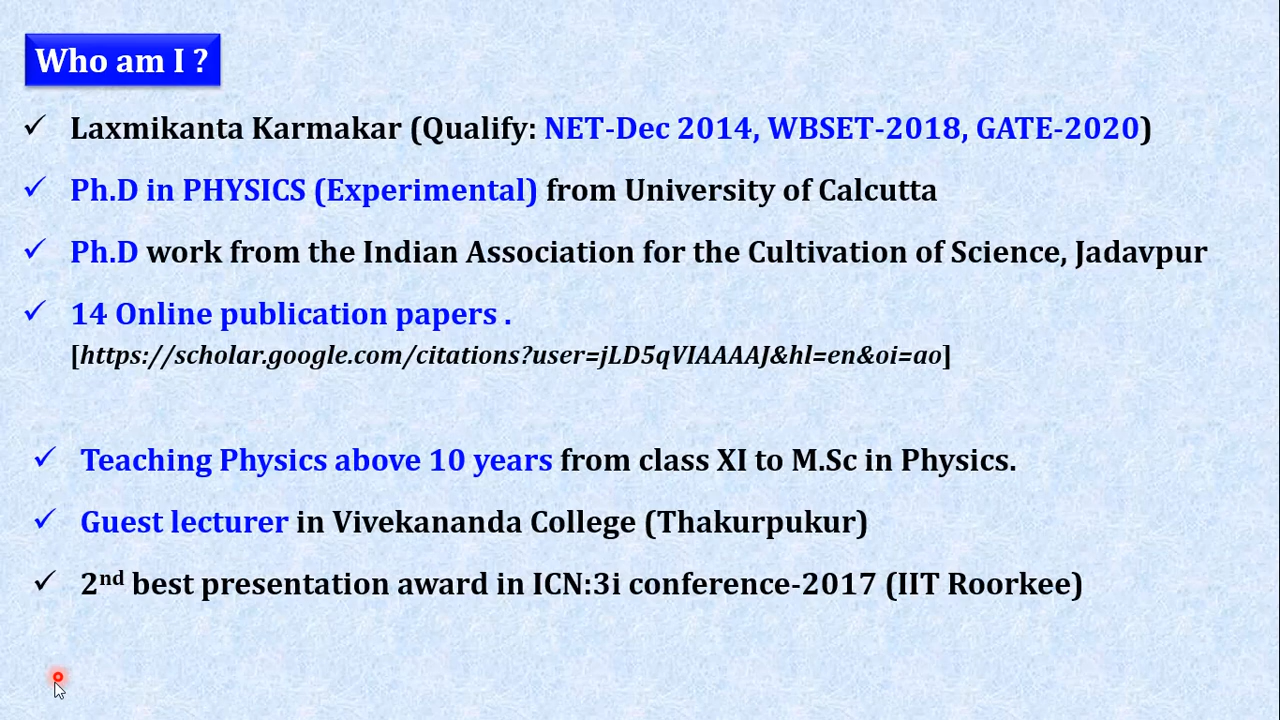 Who am I ?
✓ Laxmikanta Karmakar (Qualify: NET-Dec 2014, WBSET-2018, GATE-2020)
✓ Ph.D in PHYSICS (Experimental) from University of Calcutta
✓ Ph.D work from the Indian Association for the Cultivation of Science, Jadavpur
✓ 14 Online publication papers .
[https://scholar.google.com/citations?user=jLD5qVIAAAAJ&hl=en&oi=ao]
✓ Teaching Physics above 10 years from class XI to M.Sc in Physics.
✓ Guest lecturer in Vivekananda College (Thakurpukur)
✓ 2nd best presentation award in ICN:3i conference-2017 (IIT Roorkee)